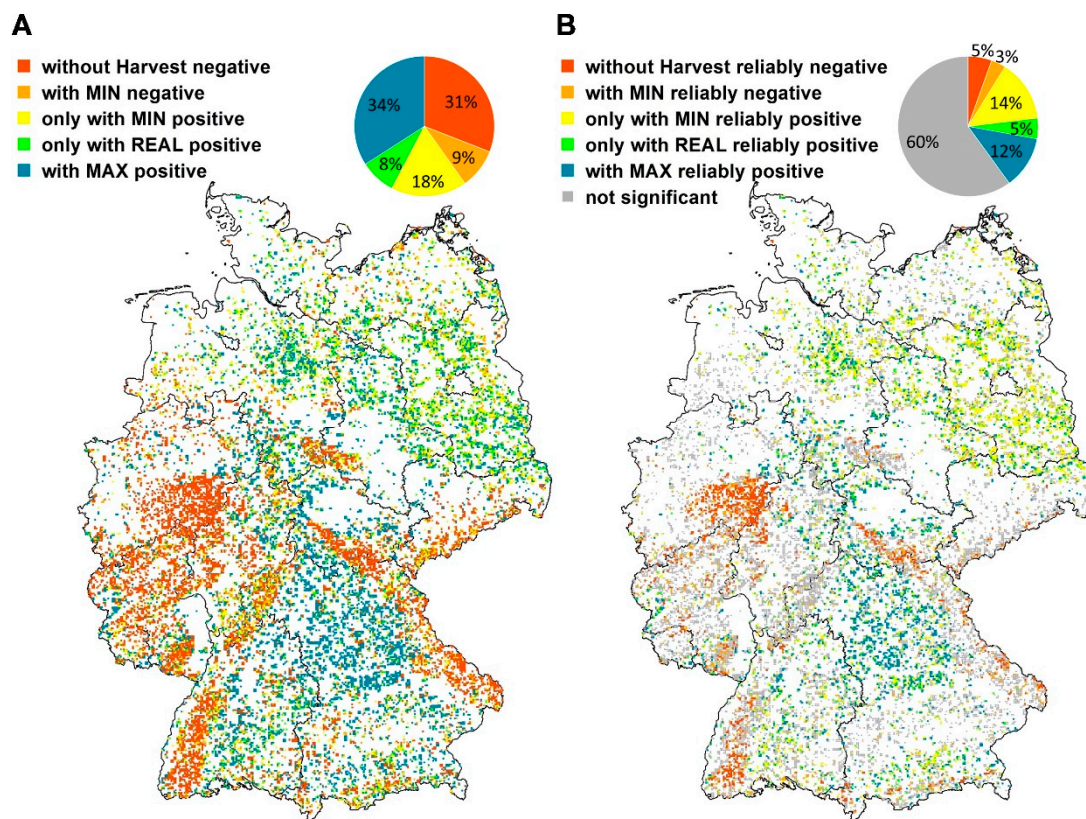 A
without Harvest negative
with MIN negative
only with MIN positive
only with REAL positive
with MAX positive
34%
31%
8%
9%
18%
B
without Harvest reliably negative
with MIN reliably negative
only with MIN reliably positive
only with REAL reliably positive
with MAX reliably positive
not significant
5%
3%
14%
5%
12%
60%